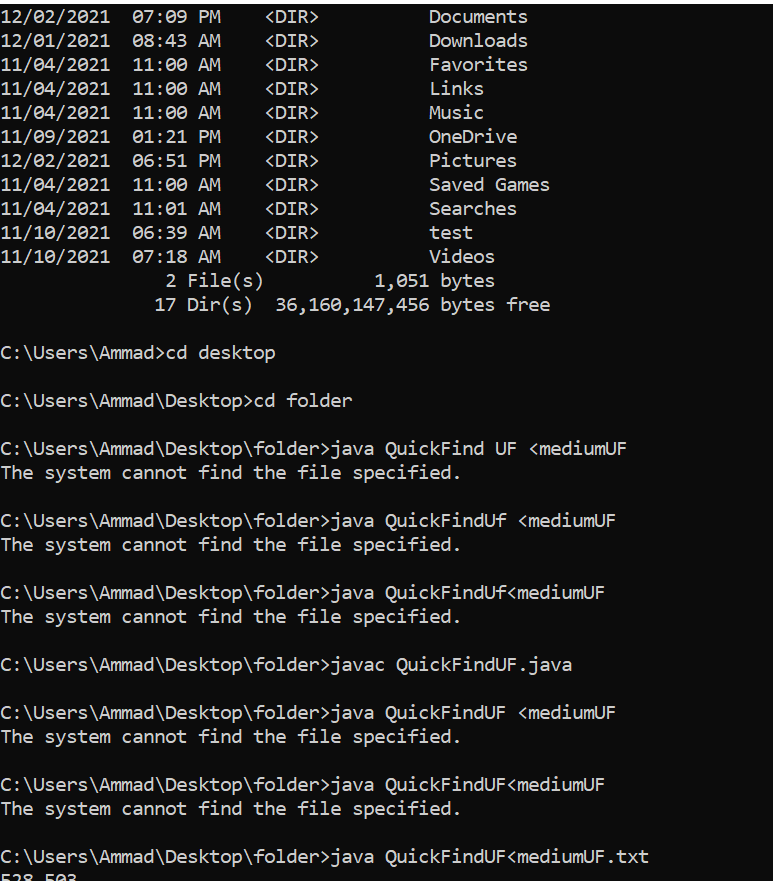 12/02/2021  07:09 PM    <DIR>          Documents
12/01/2021  08:43 AM    <DIR>          Downloads
11/04/2021  11:00 AM    <DIR>          Favorites
11/04/2021  11:00 AM    <DIR>          Links
11/04/2021  11:00 AM    <DIR>          Music
11/09/2021  01:21 PM    <DIR>          OneDrive
12/02/2021  06:51 PM    <DIR>          Pictures
11/04/2021  11:00 AM    <DIR>          Saved Games
11/04/2021  11:01 AM    <DIR>          Searches
11/10/2021  06:39 AM    <DIR>          test
11/10/2021  07:18 AM    <DIR>          Videos
               2 File(s)          1,051 bytes
              17 Dir(s)  36,160,147,456 bytes free
C:\Users\Ammad>cd desktop
C:\Users\Ammad\Desktop>cd folder
C:\Users\Ammad\Desktop\folder>java QuickFind UF <mediumUF
The system cannot find the file specified.
C:\Users\Ammad\Desktop\folder>java QuickFindUf <mediumUF
The system cannot find the file specified.
C:\Users\Ammad\Desktop\folder>java QuickFindUf<mediumUF
The system cannot find the file specified.
C:\Users\Ammad\Desktop\folder>javac QuickFindUF.java
C:\Users\Ammad\Desktop\folder>java QuickFindUF <mediumUF
The system cannot find the file specified.
C:\Users\Ammad\Desktop\folder>java QuickFindUF<mediumUF
The system cannot find the file specified.
C:\Users\Ammad\Desktop\folder>java QuickFindUF<mediumUF.txt
528 503